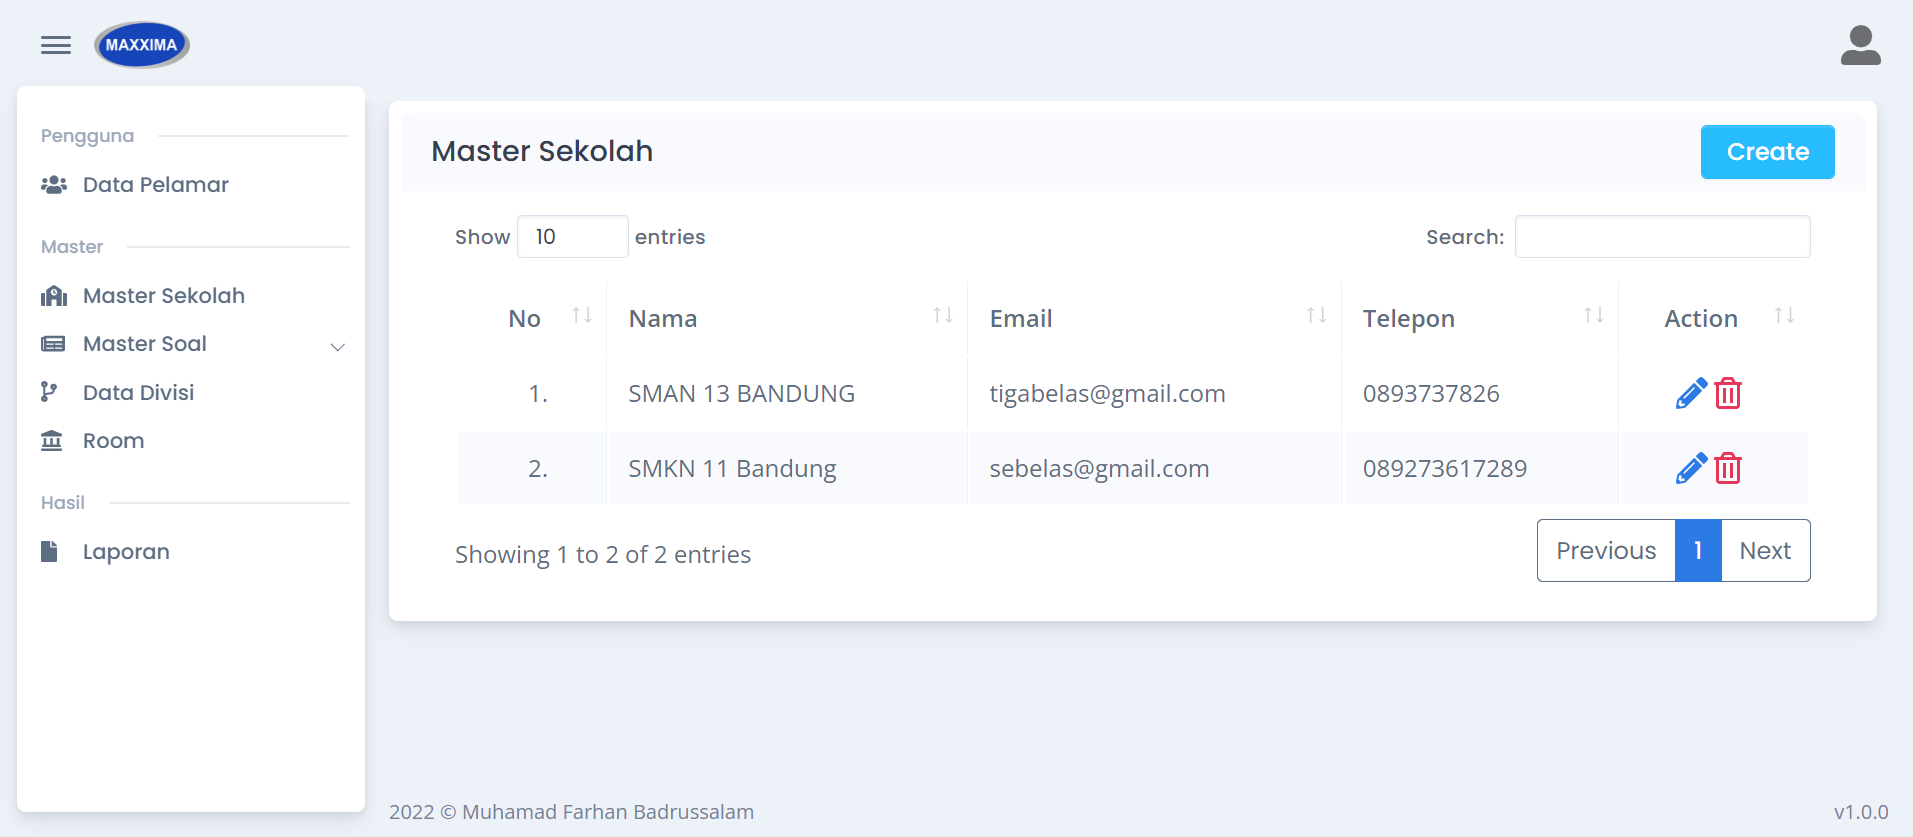 MAXXIMA
Pengguna
Data Pelamar
Master
Master Sekolah
Master Soal
Data Divisi
Room
Hasil
Laporan
Master Sekolah
Create
Show 10 entries
Search:
No Nama Email Telepon Action
1. SMAN 13 BANDUNG tigabelas@gmail.com 0893737826
2. SMKN 11 Bandung sebelas@gmail.com 089273617289
Showing 1 to 2 of 2 entries
Previous 1 Next
2022 © Muhamad Farhan Badrussalam
v1.0.0